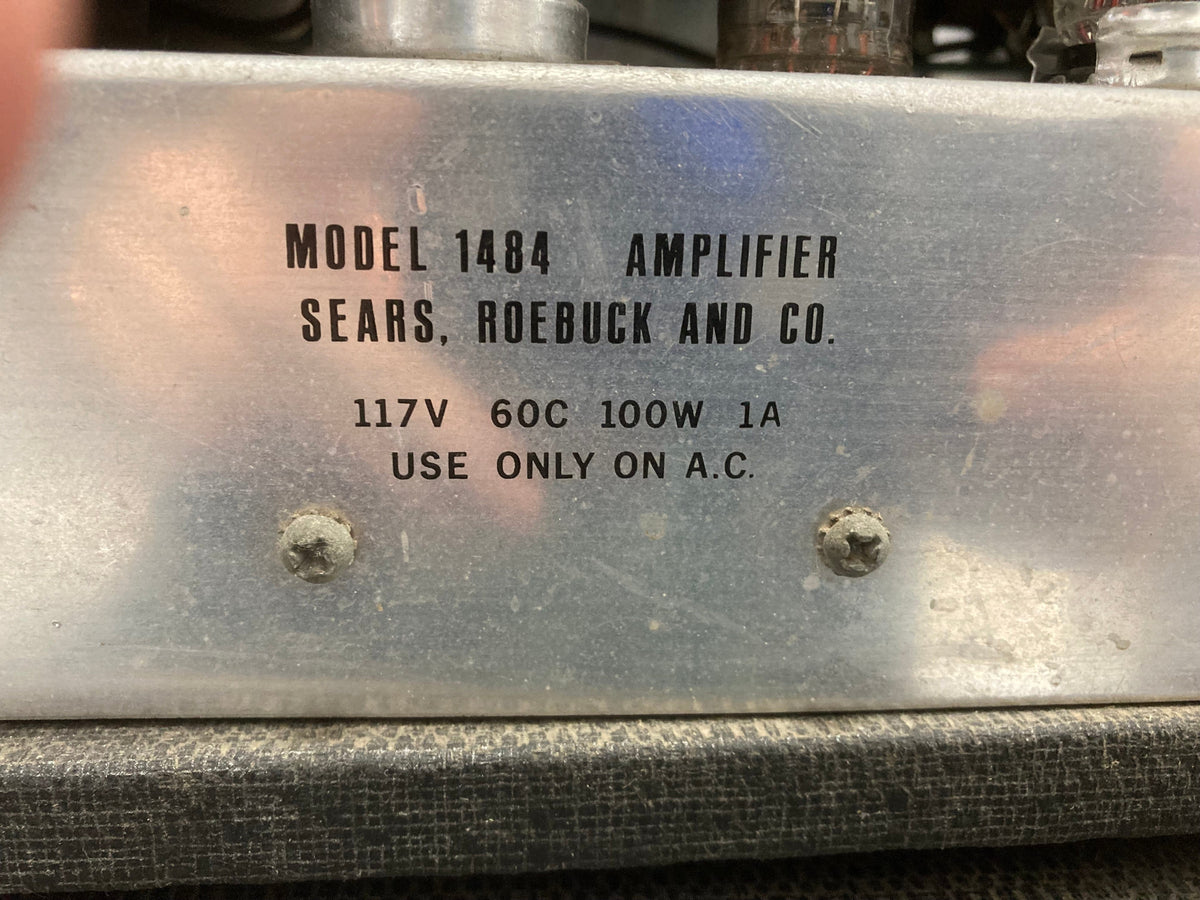 MODEL 1484 AMPLIFIER
SEARS, ROEBUCK AND CO.
117V 60C 100W 1A
USE ONLY ON A.C.